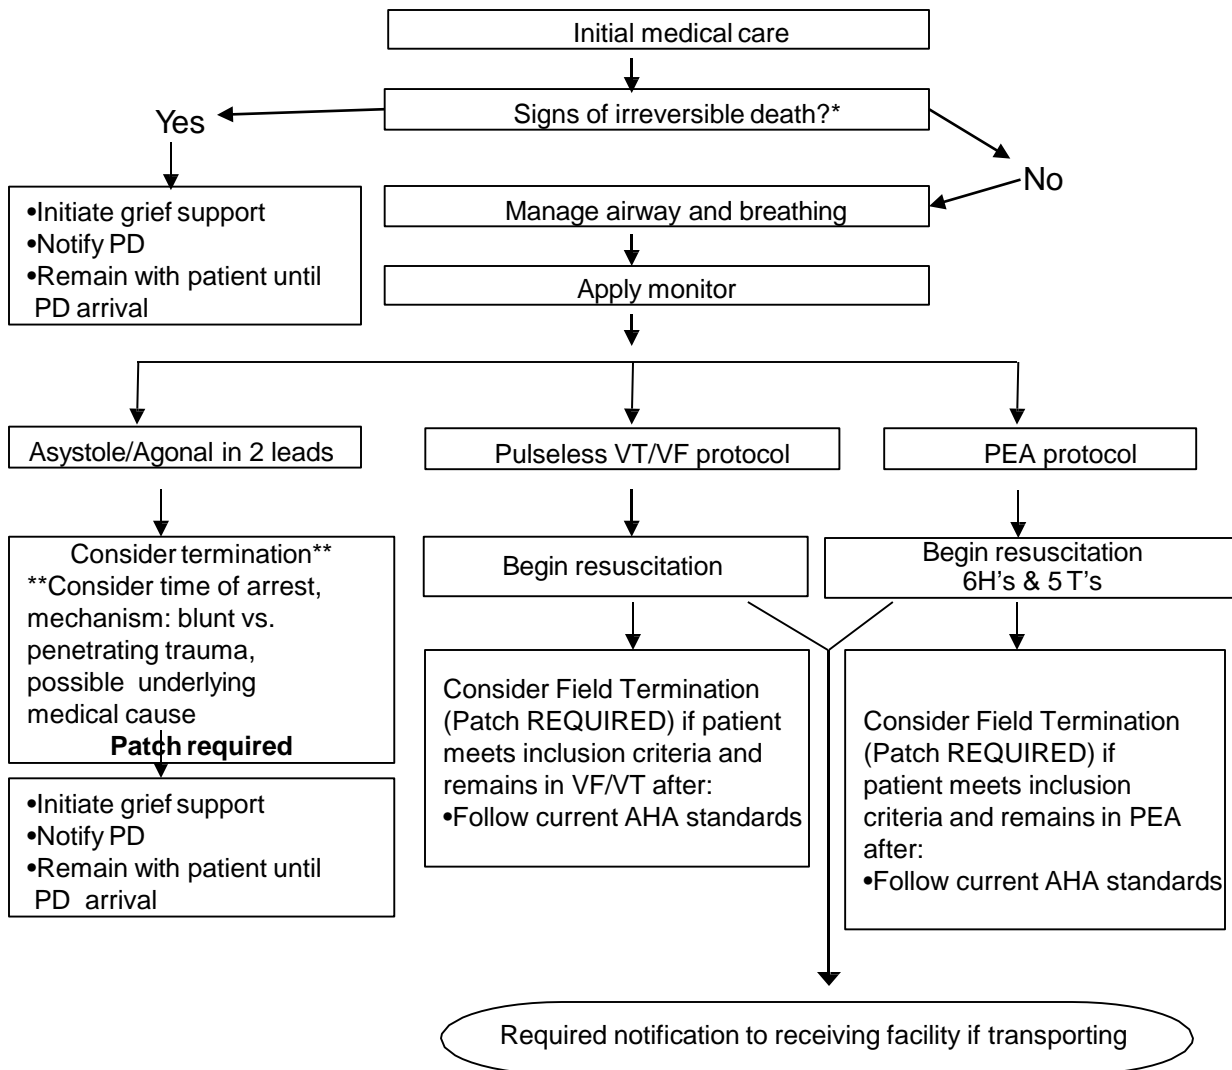 Initial medical care
Signs of irreversible death?*
Yes
No
•Initiate grief support
•Notify PD
•Remain with patient until
PD arrival
Manage airway and breathing
Apply monitor
Asystole/Agonal in 2 leads
Pulseless VT/VF protocol
PEA protocol
Consider termination**
**Consider time of arrest,
mechanism: blunt vs.
penetrating trauma,
possible underlying
medical cause
Patch required
Begin resuscitation
Begin resuscitation
6H's & 5 T's
•Initiate grief support
•Notify PD
•Remain with patient until
PD arrival
Consider Field Termination
(Patch REQUIRED) if patient
meets inclusion criteria and
remains in VF/VT after:
•Follow current AHA standards
Consider Field Termination
(Patch REQUIRED) if
patient meets inclusion
criteria and remains in PEA
after:
•Follow current AHA standards
Required notification to receiving facility if transporting